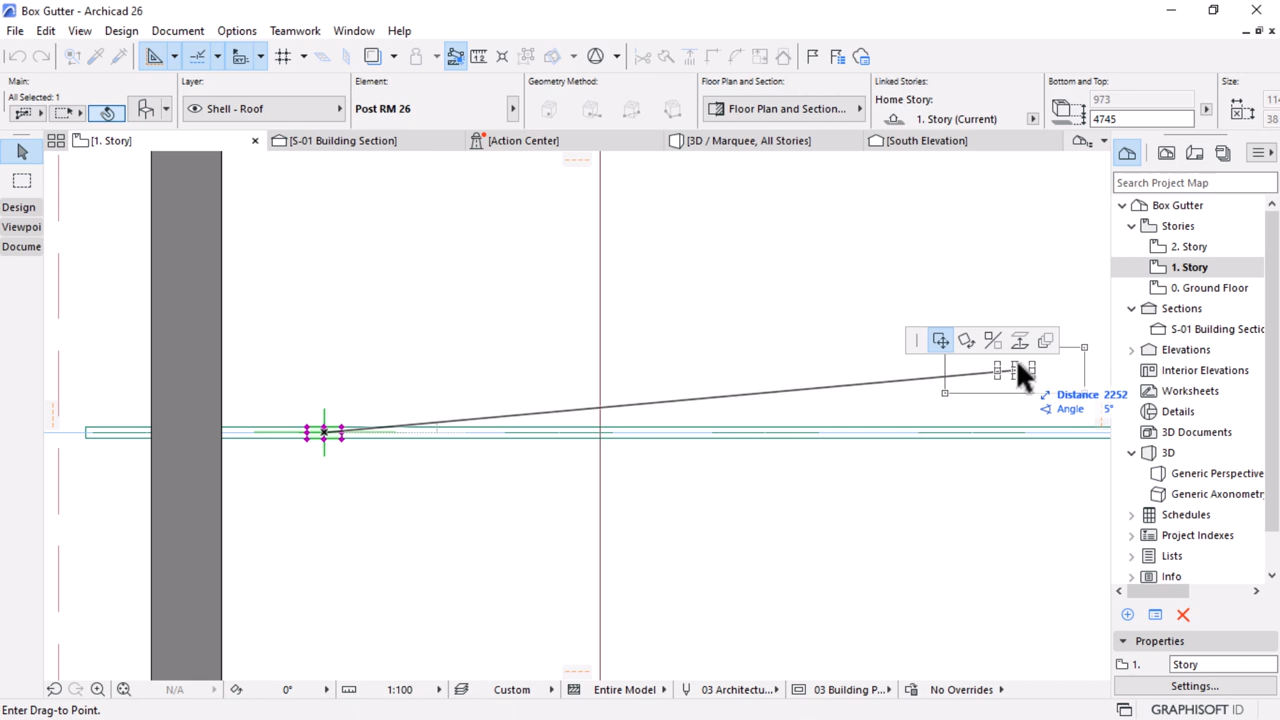 Box Gutter - Archicad 26
File Edit View Design Document Options Teamwork Window Help
Main:
All Selected: 1
Layer:
Shell - Roof
Element:
Post RM 26
Geometry Method:
Floor Plan and Section:
Floor Plan and Section...
Linked Stories:
Home Story:
1. Story (Current)
Bottom and Top:
973
4745
Size:
[1. Story]
[S-01 Building Section]
[Action Center]
[3D / Marquee, All Stories]
[South Elevation]
Design
Viewpoi
Docume
Distance 2252
Angle 5°
Search Project Map
Box Gutter
Stories
2. Story
1. Story
0. Ground Floor
Sections
S-01 Building Sectic
Elevations
Interior Elevations
Worksheets
Details
3D Documents
3D
Generic Perspective
Generic Axonometr
Schedules
Project Indexes
Lists
Info
Properties
1.
Story
Settings...
N/A
0°
1:100
Custom
Entire Model
03 Architectu...
03 Building P...
No Overrides
Enter Drag-to Point.
GRAPHISOFT ID